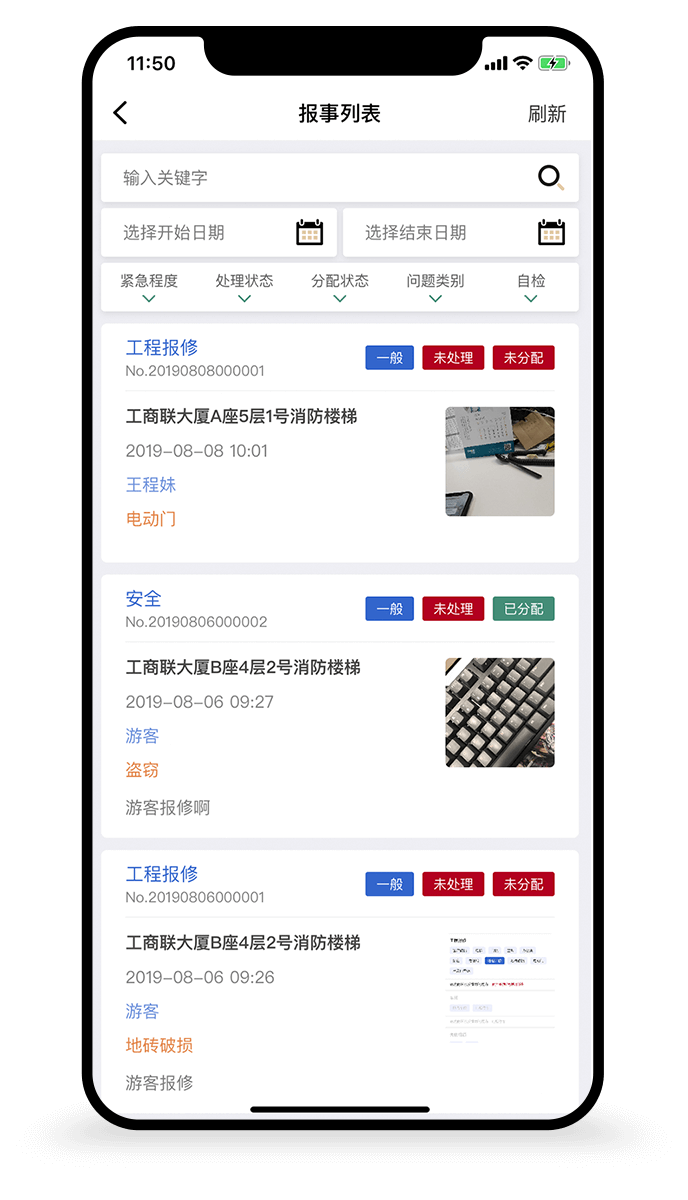 11:50
报事列表
刷新
输入关键字
选择开始日期
选择结束日期
紧急程度
处理状态
分配状态
问题类别
自检
工程报修
一般
未处理
未分配
No.20190808000001
工商联大厦A座5层1号消防楼梯
2019-08-08 10:01
王程妹
电动门
安全
一般
未处理
已分配
No.20190806000002
工商联大厦B座4层2号消防楼梯
2019-08-06 09:27
游客
盗窃
游客报修啊
工程报修
一般
未处理
未分配
No.20190806000001
工商联大厦B座4层2号消防楼梯
2019-08-06 09:26
游客
地砖破损
游客报修